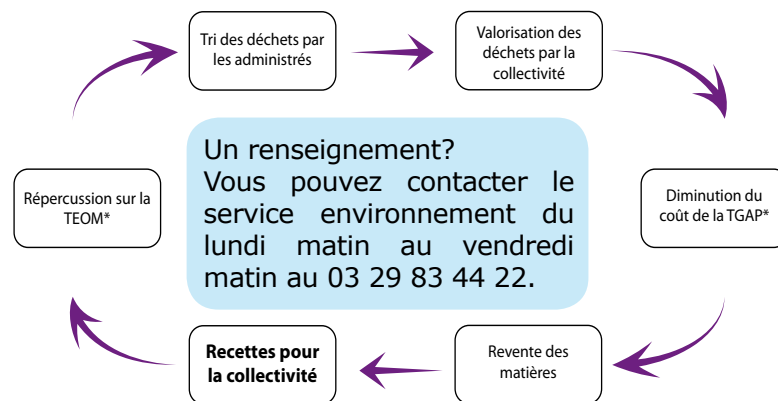 Tri des déchets par
les administrés
Valorisation des
déchets par la
collectivité
Un renseignement?
Vous pouvez contacter le
service environnement du
lundi matin au vendredi
matin au 03 29 83 44 22.
Répercussion sur la
TEOM*
Diminution du
coût de la TGAP*
Recettes pour
la collectivité
Revente des
matières